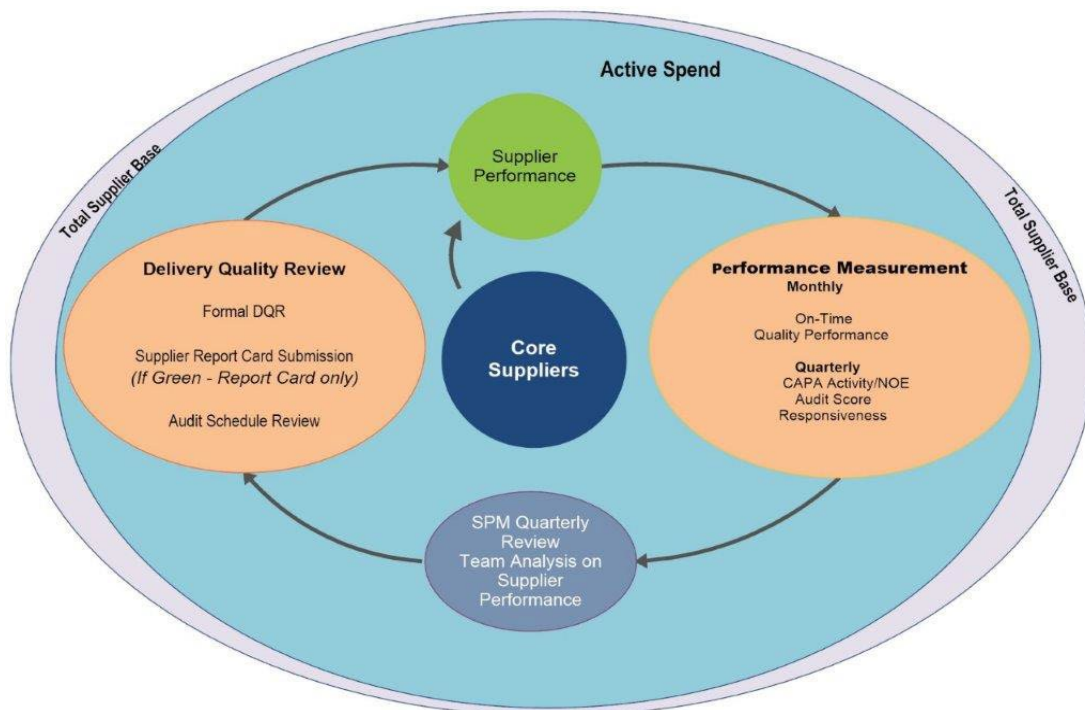 Active Spend
Total Supplier Base
Total Supplier Base
Supplier
Performance
Delivery Quality Review
Formal DQR
Supplier Report Card Submission
(If Green - Report Card only)
Audit Schedule Review
Core
Suppliers
Performance Measurement
Monthly
On-Time
Quality Performance
Quarterly
CAPA Activity/NOE
Audit Score
Responsiveness
SPM Quarterly
Review
Team Analysis on
Supplier
Performance